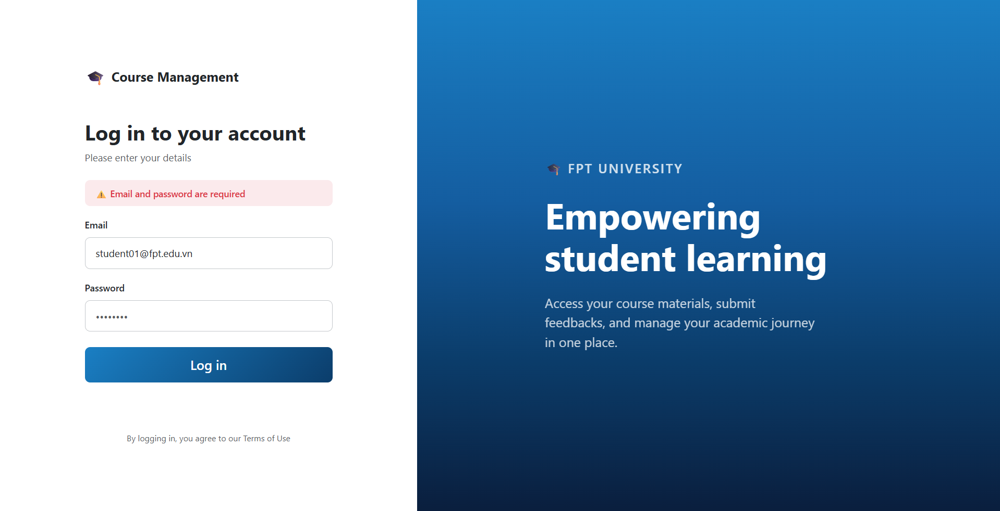 Course Management
Log in to your account
Please enter your details
Email and password are required
Email
student01@fpt.edu.vn
Password
••••••••
Log in
By logging in, you agree to our Terms of Use
FPT UNIVERSITY
Empowering
student learning
Access your course materials, submit
feedbacks, and manage your academic journey
in one place.